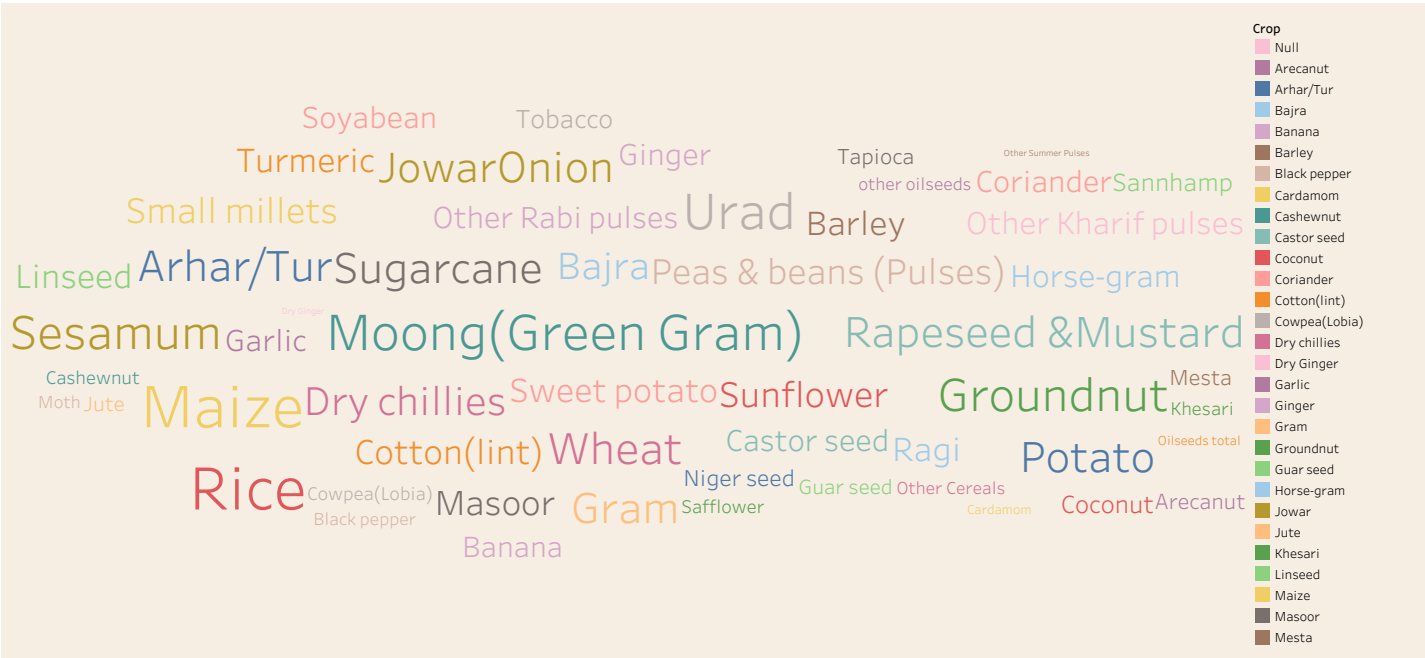 Soyabean Tobacco
Turmeric Jowar Onion Ginger Tapioca Other Summer Pulses
other oilseeds Coriander Sannhamp
Small millets Other Rabi pulses Urad Barley Other Kharif pulses
Linseed Arhar/Tur Sugarcane Bajra Peas & beans (Pulses) Horse-gram
Dry Ginger
Sesamum Garlic Moong(Green Gram) Rapeseed &Mustard
Cashewnut Mesta
Moth Jute Maize Dry chillies Sweet potato Sunflower Groundnut Khesari
Cotton(lint) Wheat Castor seed Ragi Potato Oilseeds total
Rice Cowpea(Lobia) Masoor Gram Niger seed Guar seed Other Cereals
Black pepper Safflower Cardamom Coconut Arecanut
Banana
Crop
Null
Arecanut
Arhar/Tur
Bajra
Banana
Barley
Black pepper
Cardamom
Cashewnut
Castor seed
Coconut
Coriander
Cotton(lint)
Cowpea(Lobia)
Dry chillies
Dry Ginger
Garlic
Ginger
Gram
Groundnut
Guar seed
Horse-gram
Jowar
Jute
Khesari
Linseed
Maize
Masoor
Mesta